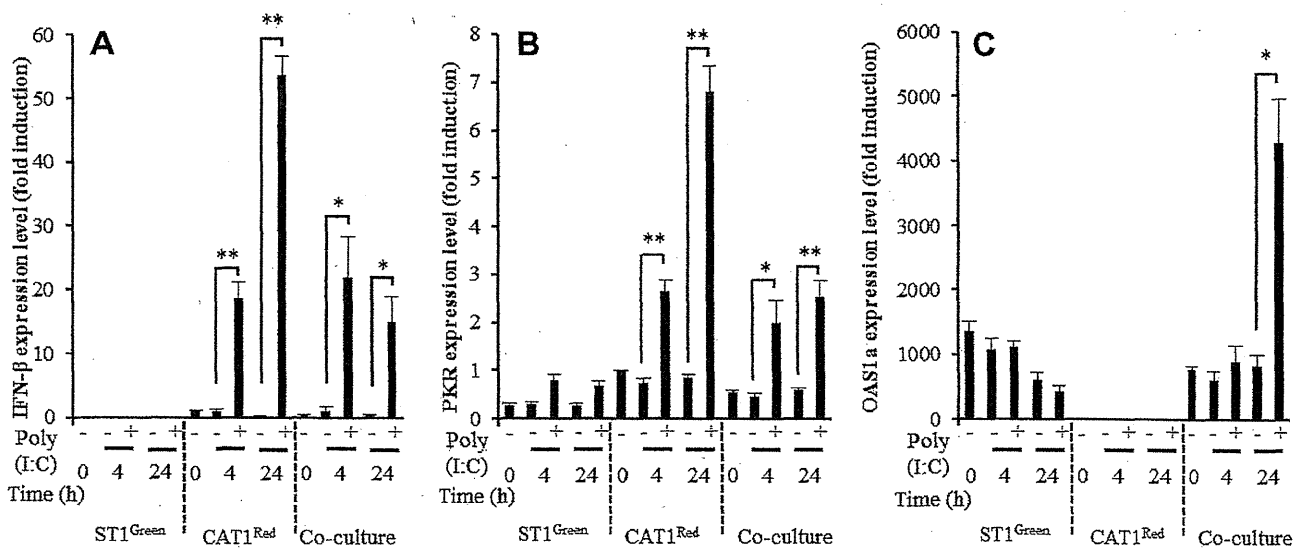 A
IFN-β expression level (fold induction)
60
50
40
30
20
10
0
** ** * *
Poly (I:C)
- - + - + - - + - + - - + - +
0 4 24 0 4 24 0 4 24
Time (h)
ST1Green CAT1Red Co-culture
B
PKR expression level (fold induction)
8
7
6
5
4
3
2
1
0
** ** * **
- - + - + - - + - + - - + - +
0 4 24 0 4 24 0 4 24
ST1Green CAT1Red Co-culture
Poly (I:C)
Time (h)
C
OAS1a expression level (fold induction)
6000
5000
4000
3000
2000
1000
0
*
Poly (I:C)
- - + - + - - + - + - - + - +
0 4 24 0 4 24 0 4 24
Time (h)
ST1Green CAT1Red Co-culture